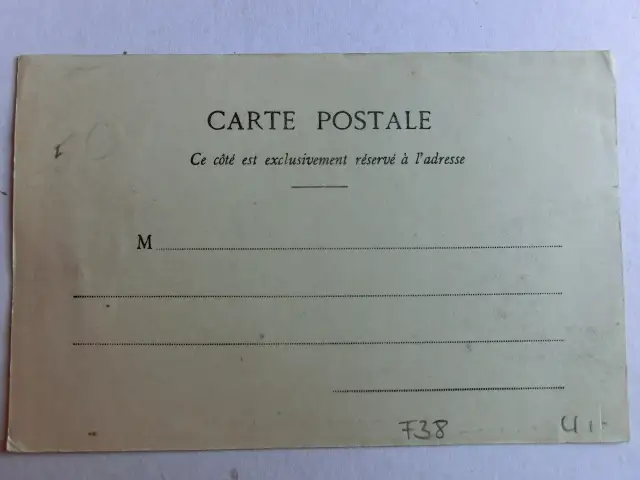 CARTE POSTALE
Ce côté est exclusivement réservé à l'adresse
M
F38